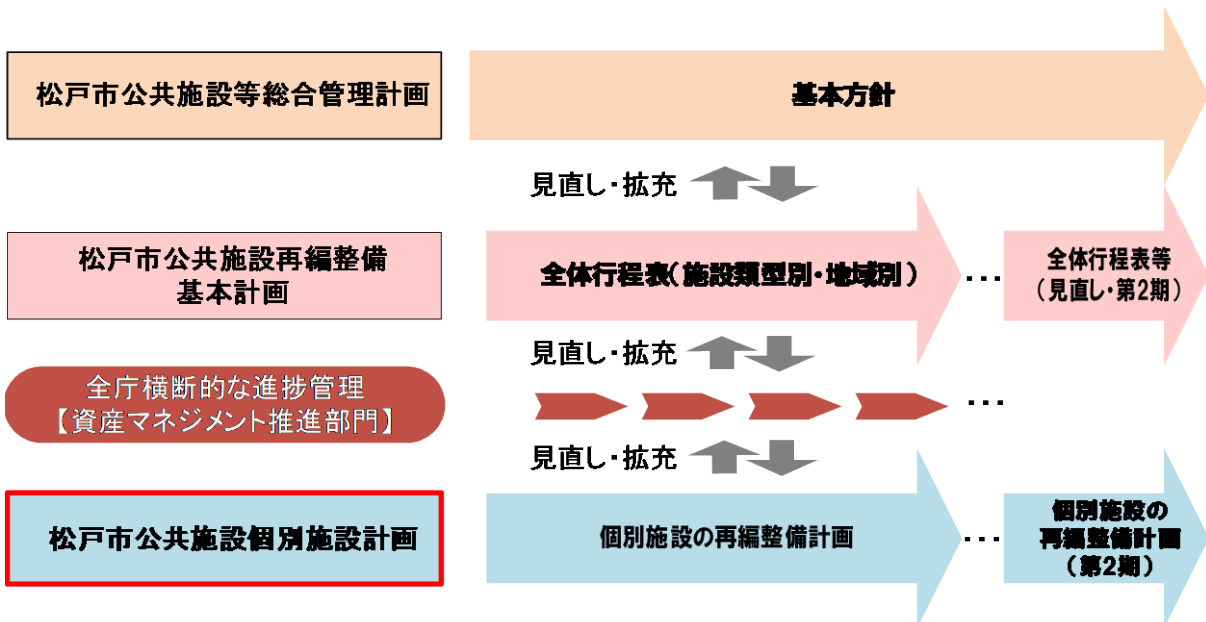 松戸市公共施設等総合管理計画
基本方針
見直し・拡充
松戸市公共施設再編整備
基本計画
全体行程表(施設類型別・地域別)
・・・
全体行程表等
(見直し・第2期)
見直し・拡充
全庁横断的な進捗管理
【資産マネジメント推進部門】
・・・
見直し・拡充
松戸市公共施設個別施設計画
個別施設の再編整備計画
・・・
個別施設の
再編整備計画
(第2期)